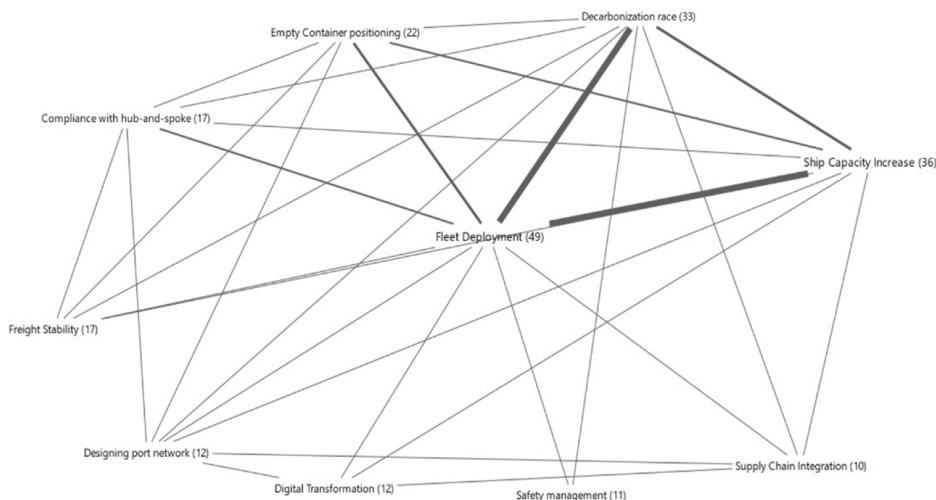 Decarbonization race (33)
Empty Container positioning (22)
Compliance with hub-and-spoke (17)
Ship Capacity Increase (36)
Fleet Deployment (49)
Freight Stability (17)
Designing port network (12)
Supply Chain Integration (10)
Digital Transformation (12)
Safety management (11)